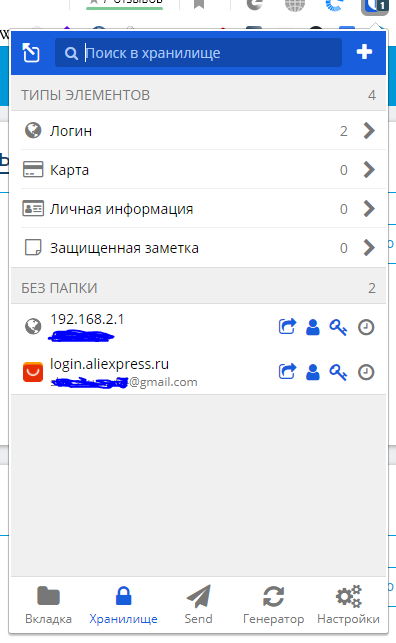 7 отзывов
1
Поиск в хранилище
ТИПЫ ЭЛЕМЕНТОВ 4
Логин 2
Карта 0
Личная информация 0
Защищенная заметка 0
БЕЗ ПАПКИ 2
192.168.2.1
login.aliexpress.ru
@gmail.com
Вкладка Хранилище Send Генератор Настройки